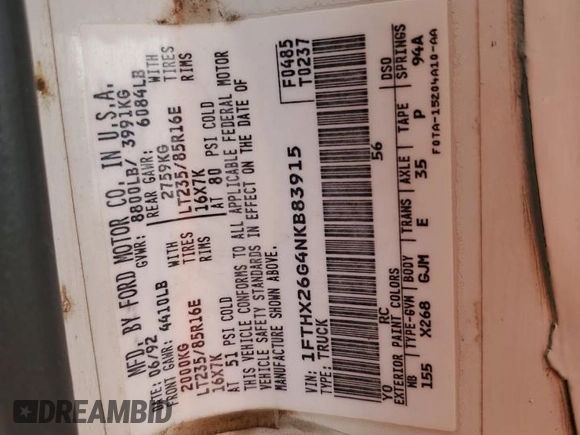 MFD. BY FORD MOTOR CO. IN U.S.A.
DATE: 06/92 GVWR: 8800LB/ 3991KG
FRONT GAWR: 4410LB REAR GAWR: 6084LB
2000KG WITH 2759KG WITH
LT235/85R16E TIRES LT235/85R16E TIRES
16X7K RIMS 16X7K RIMS
AT 51 PSI COLD AT 80 PSI COLD
THIS VEHICLE CONFORMS TO ALL APPLICABLE FEDERAL MOTOR
VEHICLE SAFETY STANDARDS IN EFFECT ON THE DATE OF
MANUFACTURE SHOWN ABOVE.
F0485
T0237
VIN: 1FTHX26G4NKB83915
TYPE: TRUCK
YO RC 56
EXTERIOR PAINT COLORS DSO
WB TYPE-GVW BODY TRANS AXLE TAPE
155 X268 GJM E 35 P 94A
F0TA-15204A10-AA
DREAMBID